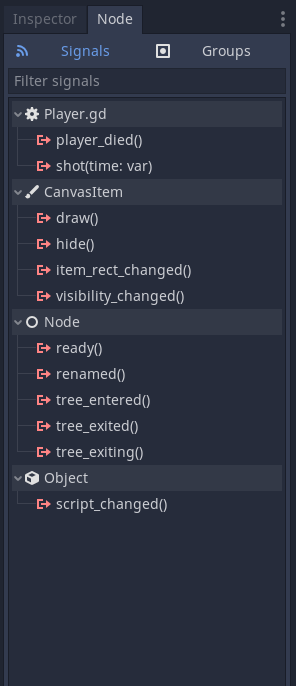 Inspector Node
Signals Groups
Filter signals
Player.gd
player_died()
shot(time: var)
CanvasItem
draw()
hide()
item_rect_changed()
visibility_changed()
Node
ready()
renamed()
tree_entered()
tree_exited()
tree_exiting()
Object
script_changed()